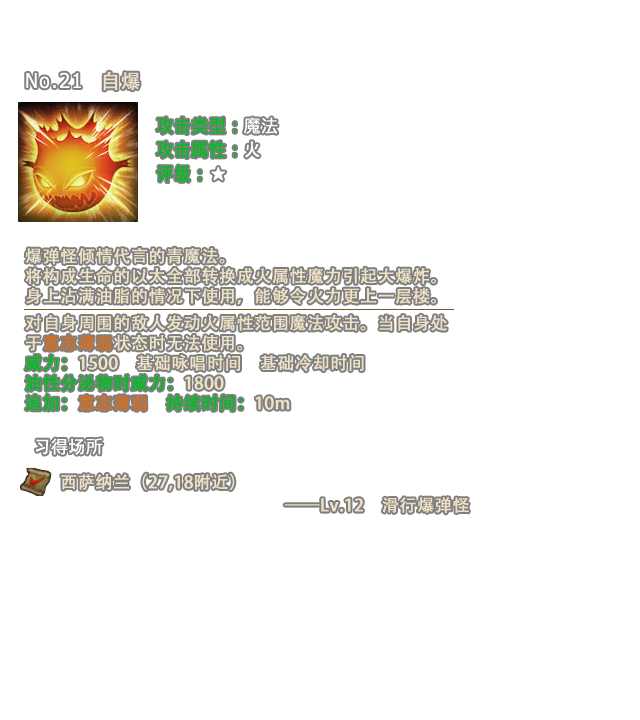 No.21 自爆
攻击类型：魔法
攻击属性：火
评级：☆
爆弹怪倾情代言的青魔法。
将构成生命的以太全部转换成火属性魔力引起大爆炸。
身上沾满油脂的情况下使用，能够令火力更上一层楼。
对自身周围的敌人发动火属性范围魔法攻击。当自身处
于意志薄弱状态时无法使用。
威力：1500 基础咏唱时间 基础冷却时间
油性分泌物时威力：1800
追加：意志薄弱 持续时间：10m
习得场所
西萨纳兰（27,18附近）
——Lv.12 滑行爆弹怪